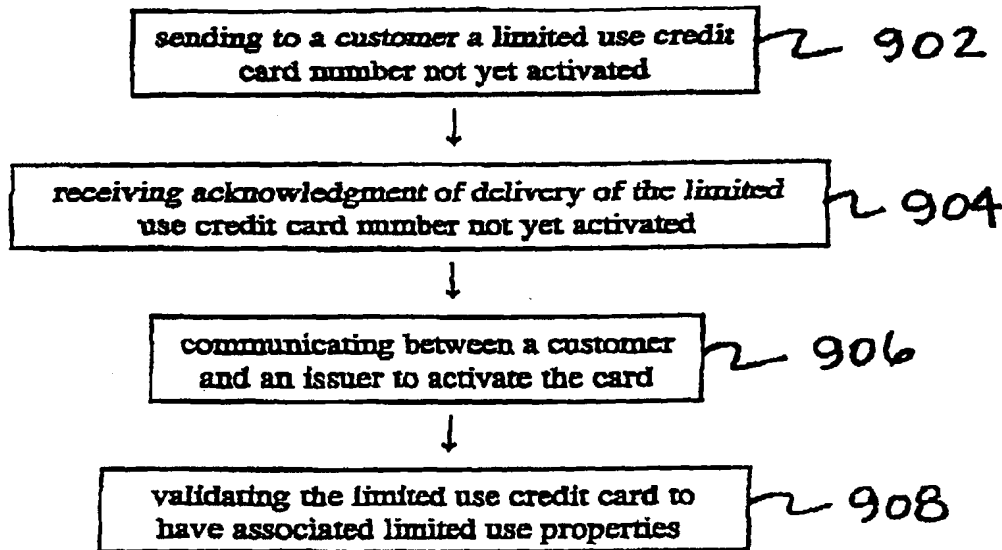 sending to a customer a limited use credit
card number not yet activated
902
receiving acknowledgment of delivery of the limited
use credit card number not yet activated
904
communicating between a customer
and an issuer to activate the card
906
validating the limited use credit card to
have associated limited use properties
908